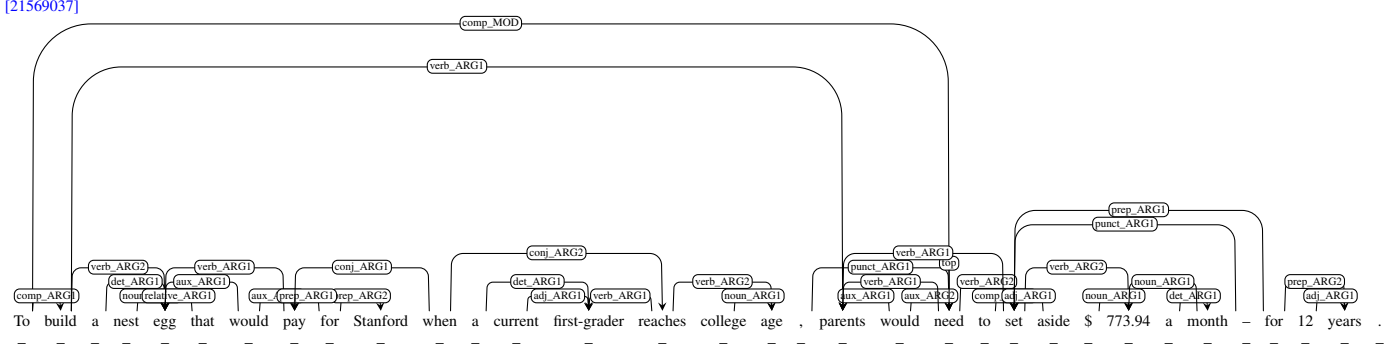 [21569037]
comp_MOD
verb_ARG1
prep_ARG1
punct_ARG1
conj_ARG2 verb_ARG1
verb_ARG2 verb_ARG1 conj_ARG1 punct_ARG1 top verb_ARG2
det_ARG1 aux_ARG1 det_ARG1 verb_ARG2 verb_ARG1 verb_ARG2 noun_ARG1 prep_ARG2
comp_ARG1 relative_ARG1 prep_ARG1 prep_ARG2 adj_ARG1 verb_ARG1 noun_ARG1 aux_ARG1 aux_ARG2 adj_ARG1 noun_ARG1 det_ARG1 adj_ARG1
To build a nest egg that would pay for Stanford when a current first-grader reaches college age , parents would need to set aside $ 773.94 a month – for 12 years .
_ _ _ _ _ _ _ _ _ _ _ _ _ _ _ _ _ _ _ _ _ _ _ _ _ _ _ _ _ _ _ _ _